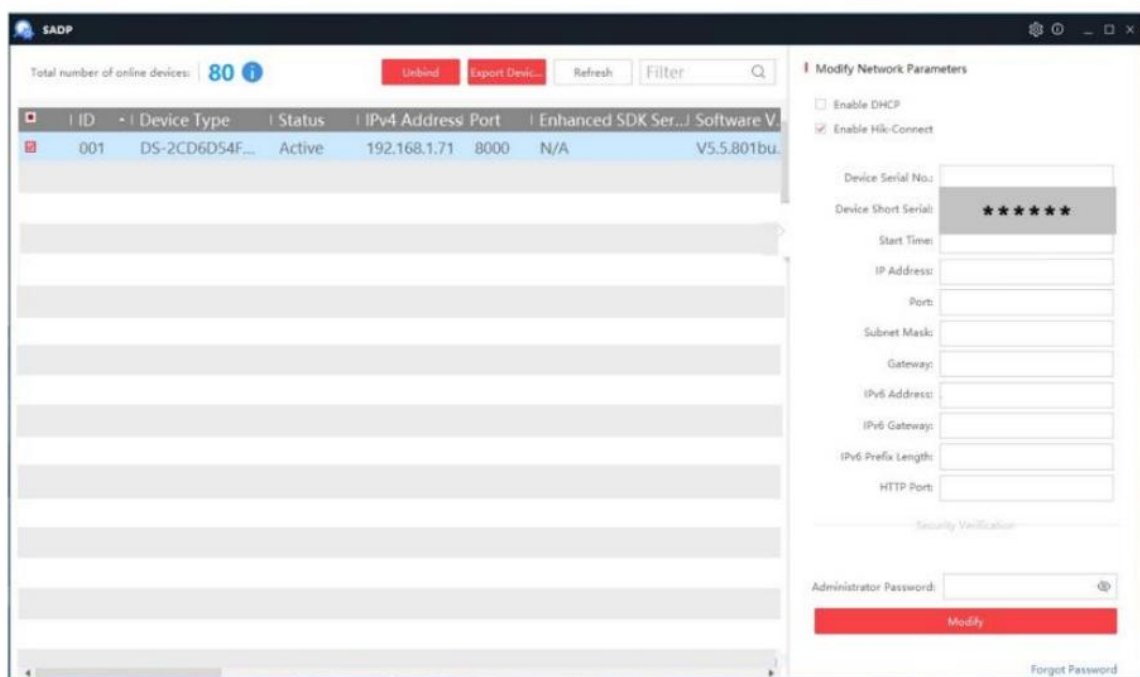 SADP
Total number of online devices: 80
Unbind
Export Devic...
Refresh
Filter
ID Device Type Status IPv4 Address Port Enhanced SDK Ser... Software V.
001 DS-2CD6D54F... Active 192.168.1.71 8000 N/A V5.5.801bu.
Modify Network Parameters
Enable DHCP
Enable Hik-Connect
Device Serial No.:
Device Short Serial: ******
Start Time:
IP Address:
Port:
Subnet Mask:
Gateway:
IPv6 Address:
IPv6 Gateway:
IPv6 Prefix Length:
HTTP Port:
Security Verification
Administrator Password:
Modify
Forgot Password